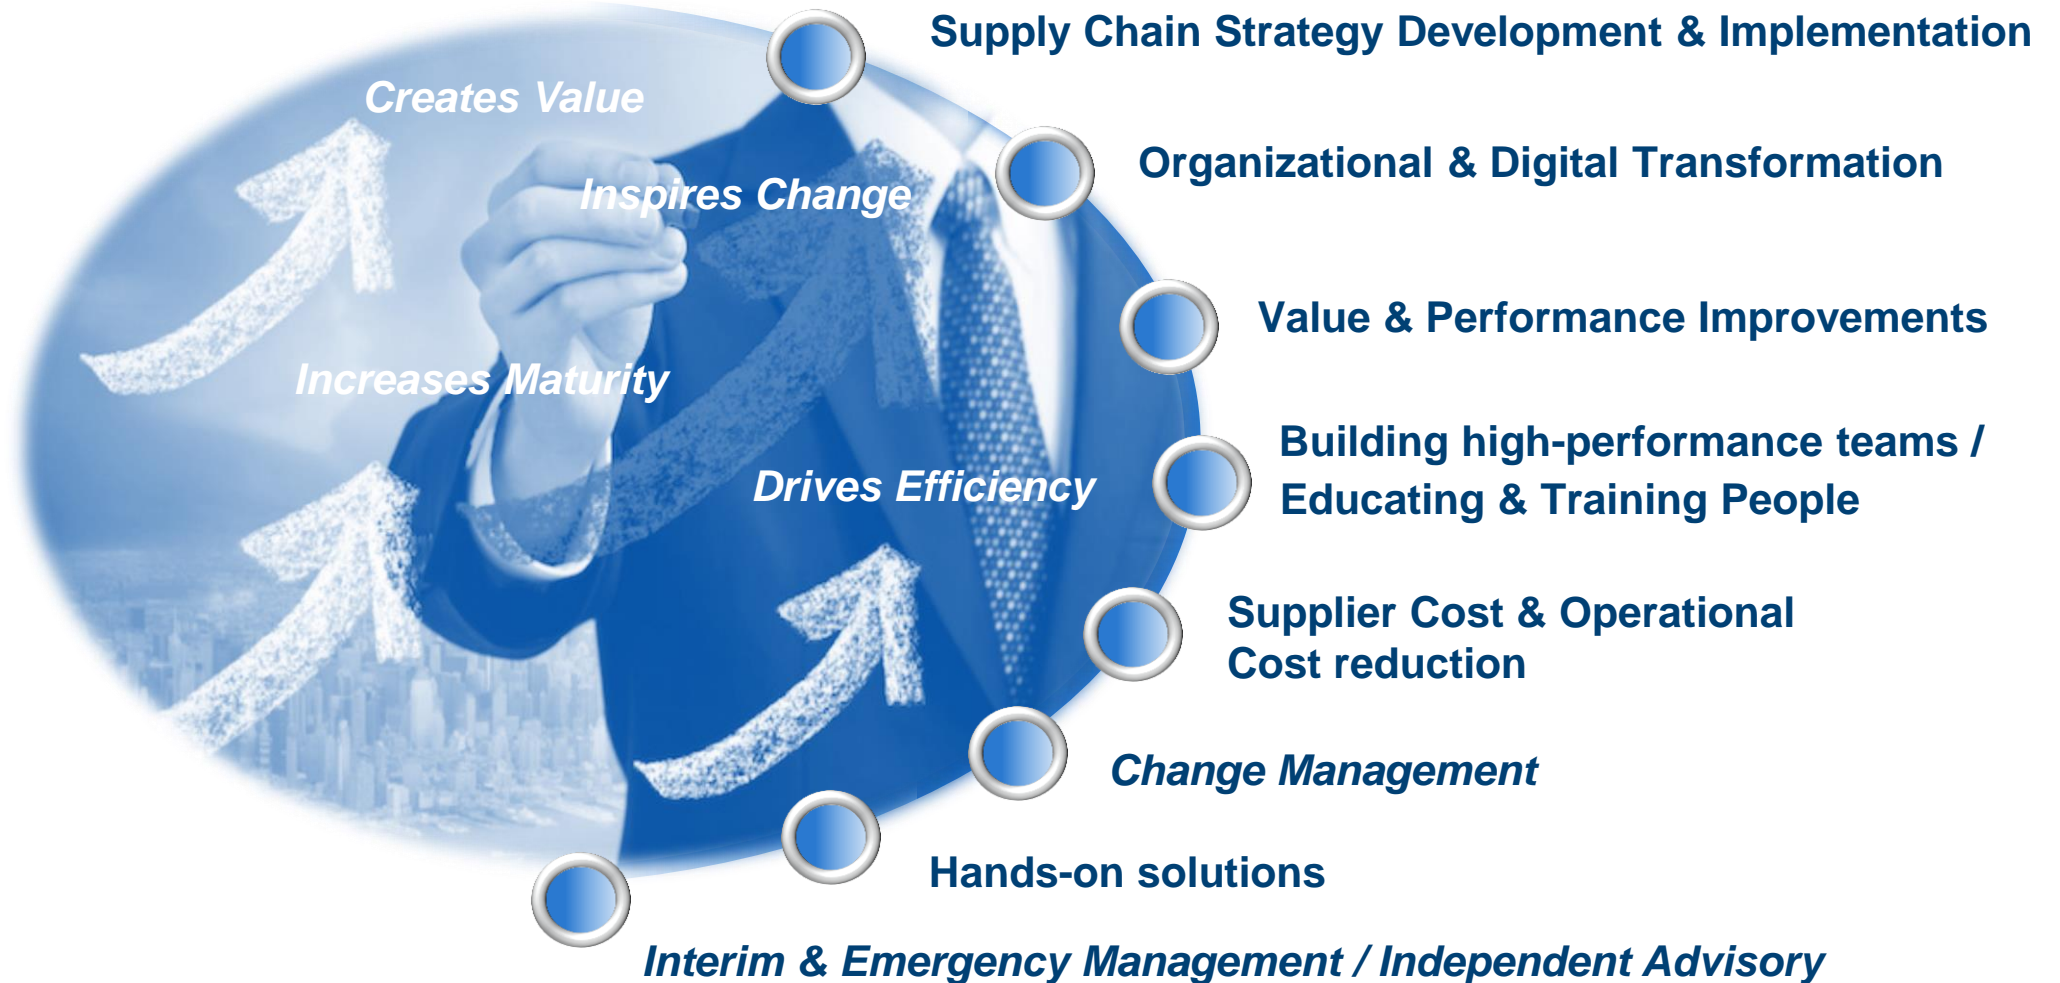 Supply Chain Strategy Development & Implementation
Creates Value
Organizational & Digital Transformation
Inspires Change
Value & Performance Improvements
Increases Maturity
Building high-performance teams /
Educating & Training People
Drives Efficiency
Supplier Cost & Operational
Cost reduction
Change Management
Hands-on solutions
Interim & Emergency Management / Independent Advisory